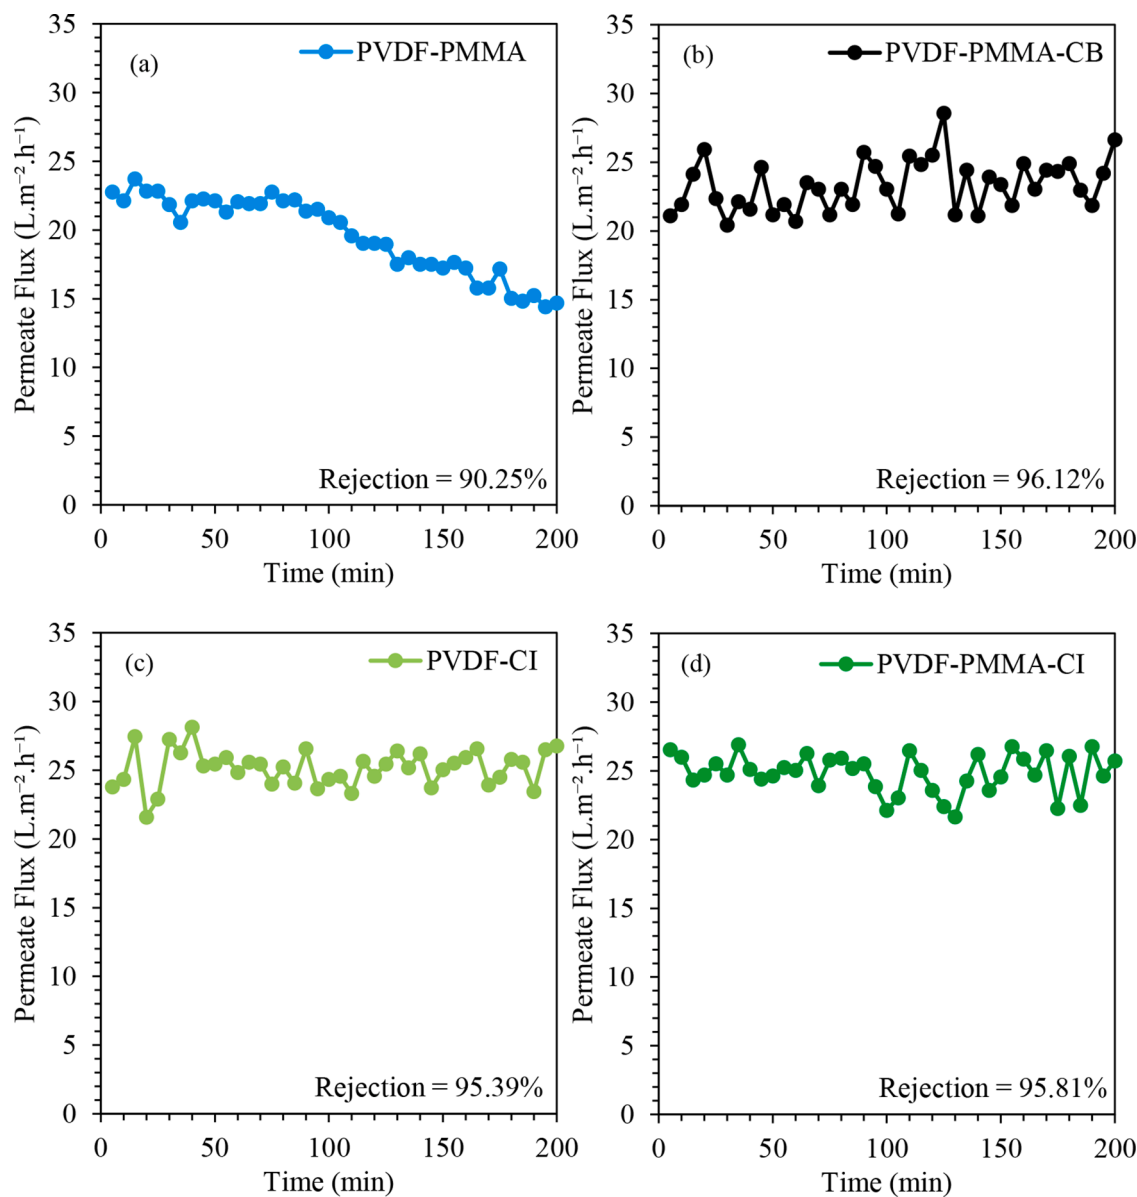 (a)
PVDF-PMMA
35
30
25
20
15
10
5
0
Permeate Flux (L.m⁻².h⁻¹)
Rejection = 90.25%
0 50 100 150 200
Time (min)
(b)
PVDF-PMMA-CB
35
30
25
20
15
10
5
0
Permeate Flux (L.m⁻².h⁻¹)
Rejection = 96.12%
0 50 100 150 200
Time (min)
(c)
PVDF-CI
35
30
25
20
15
10
5
0
Permeate Flux (L.m⁻².h⁻¹)
Rejection = 95.39%
0 50 100 150 200
Time (min)
(d)
PVDF-PMMA-CI
35
30
25
20
15
10
5
0
Permeate Flux (L.m⁻².h⁻¹)
Rejection = 95.81%
0 50 100 150 200
Time (min)